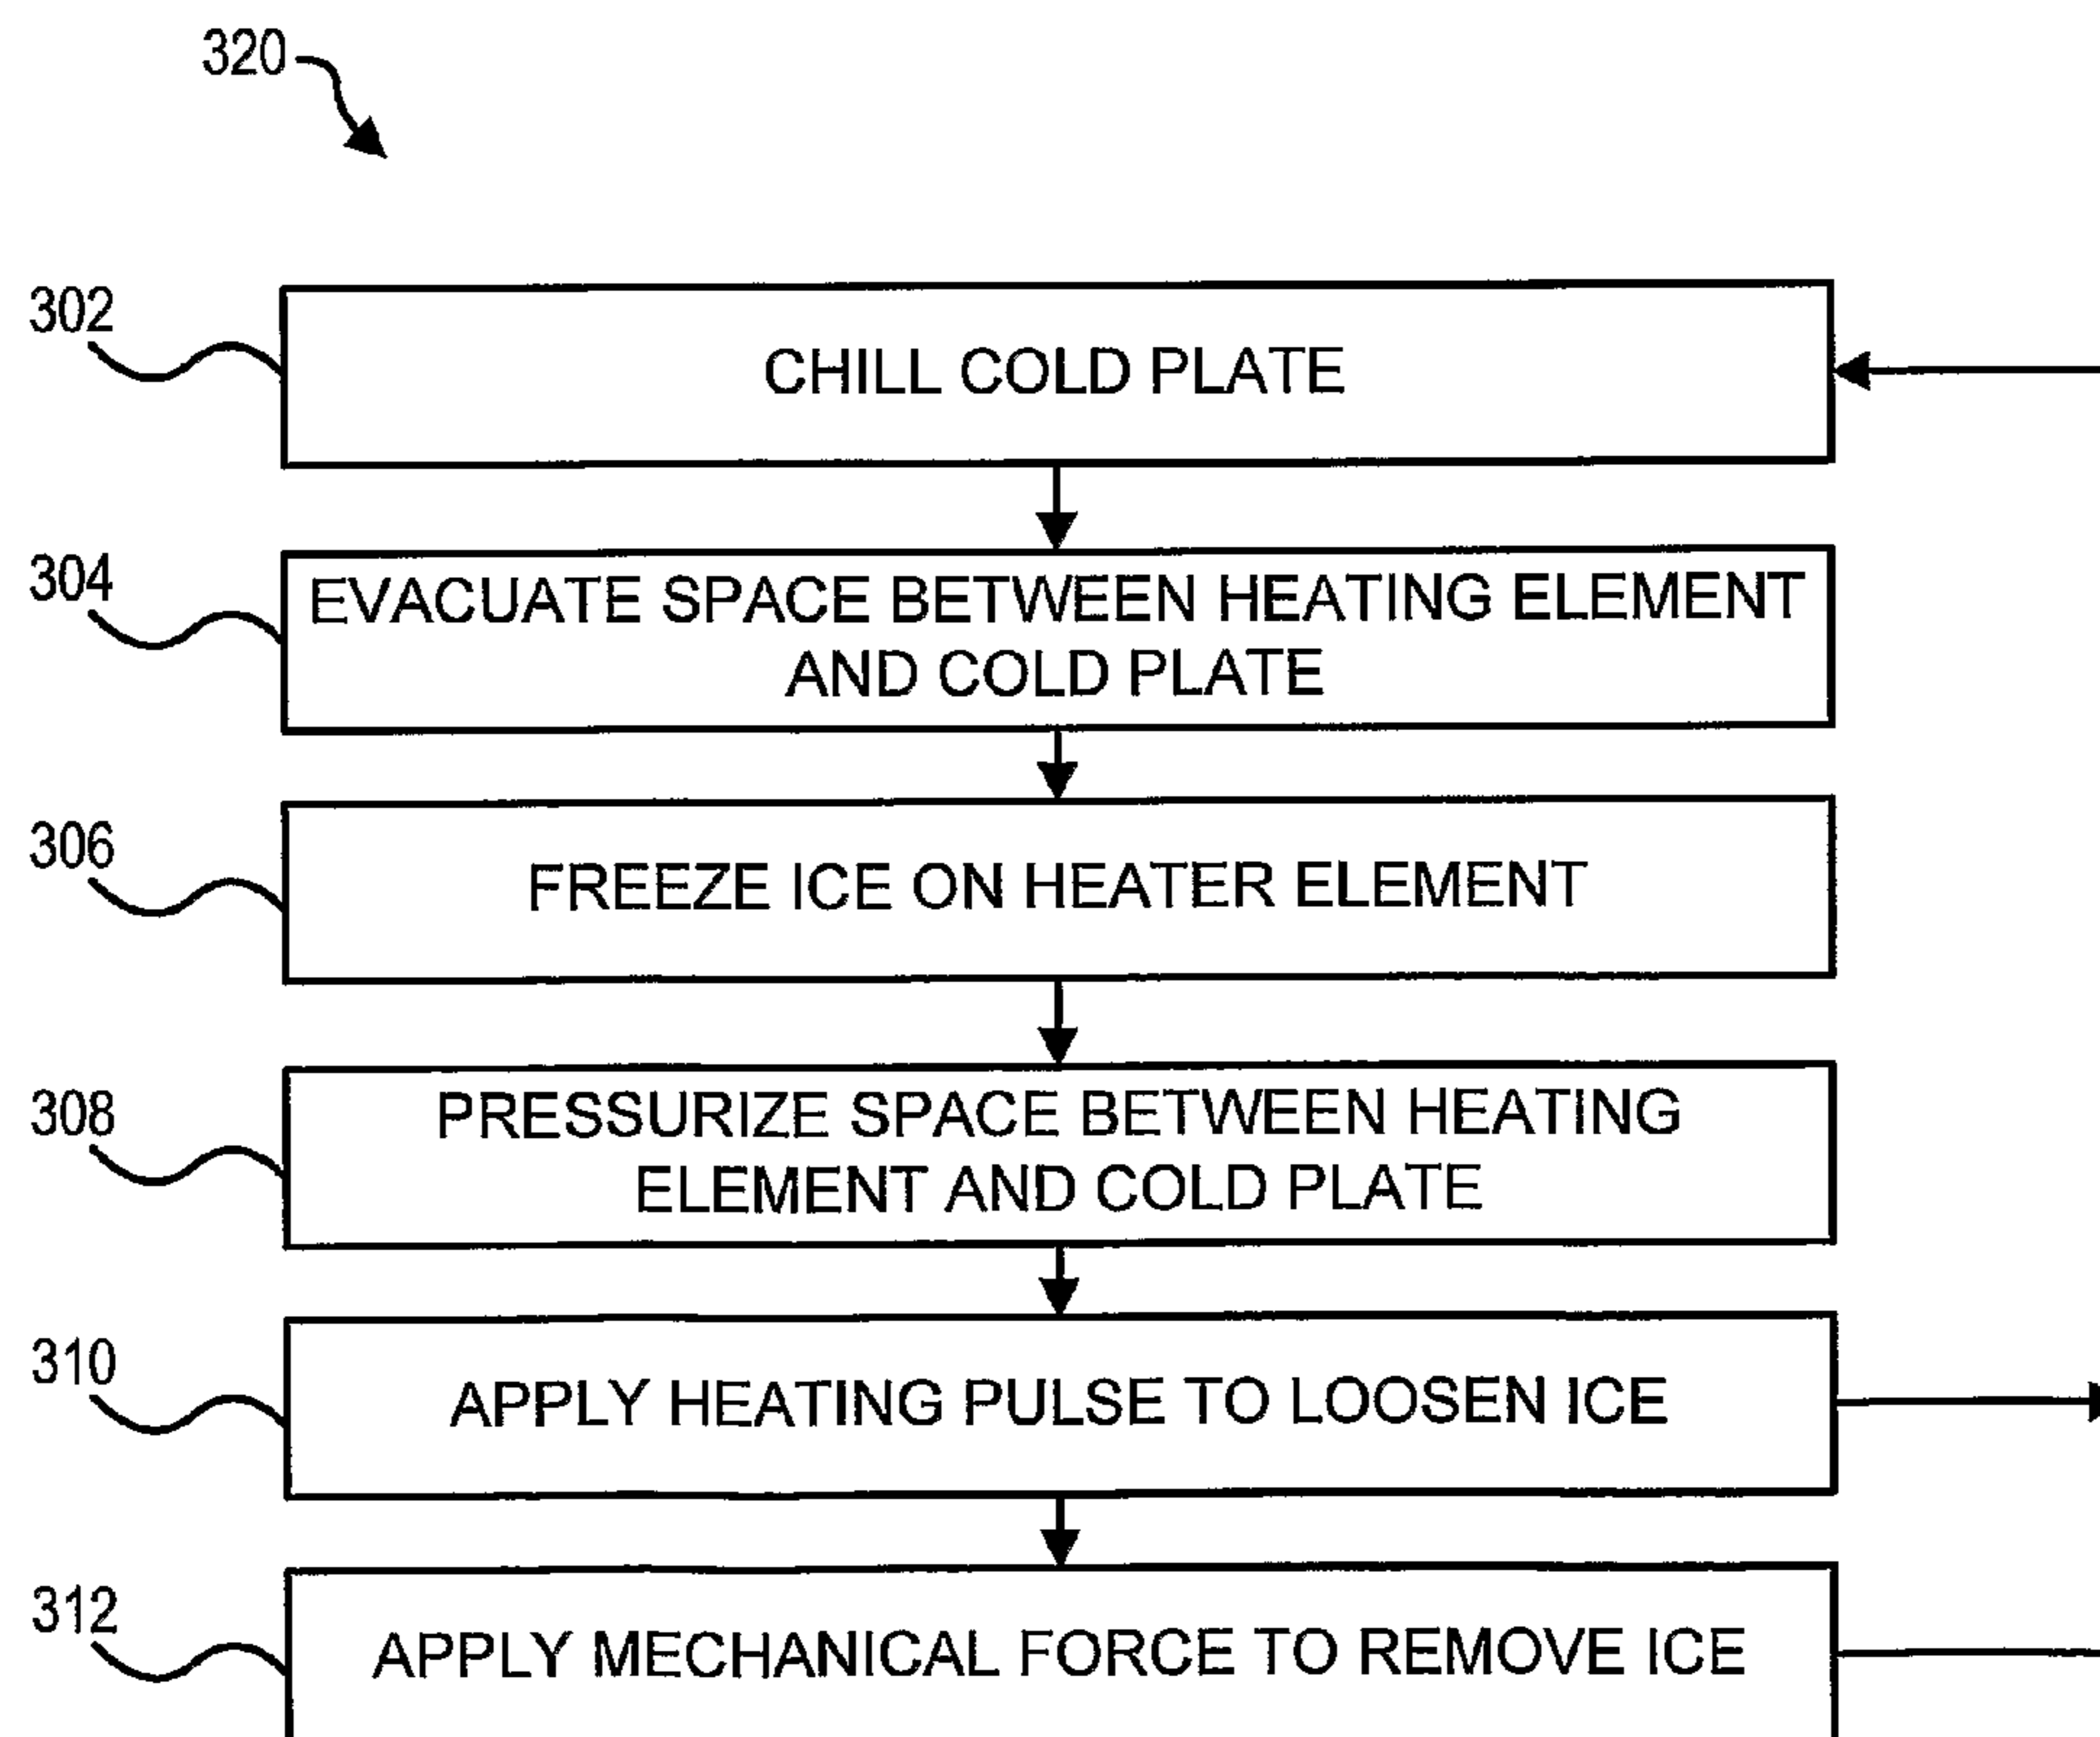 320
302
CHILL COLD PLATE
304
EVACUATE SPACE BETWEEN HEATING ELEMENT
AND COLD PLATE
306
FREEZE ICE ON HEATER ELEMENT
308
PRESSURIZE SPACE BETWEEN HEATING
ELEMENT AND COLD PLATE
310
APPLY HEATING PULSE TO LOOSEN ICE
312
APPLY MECHANICAL FORCE TO REMOVE ICE